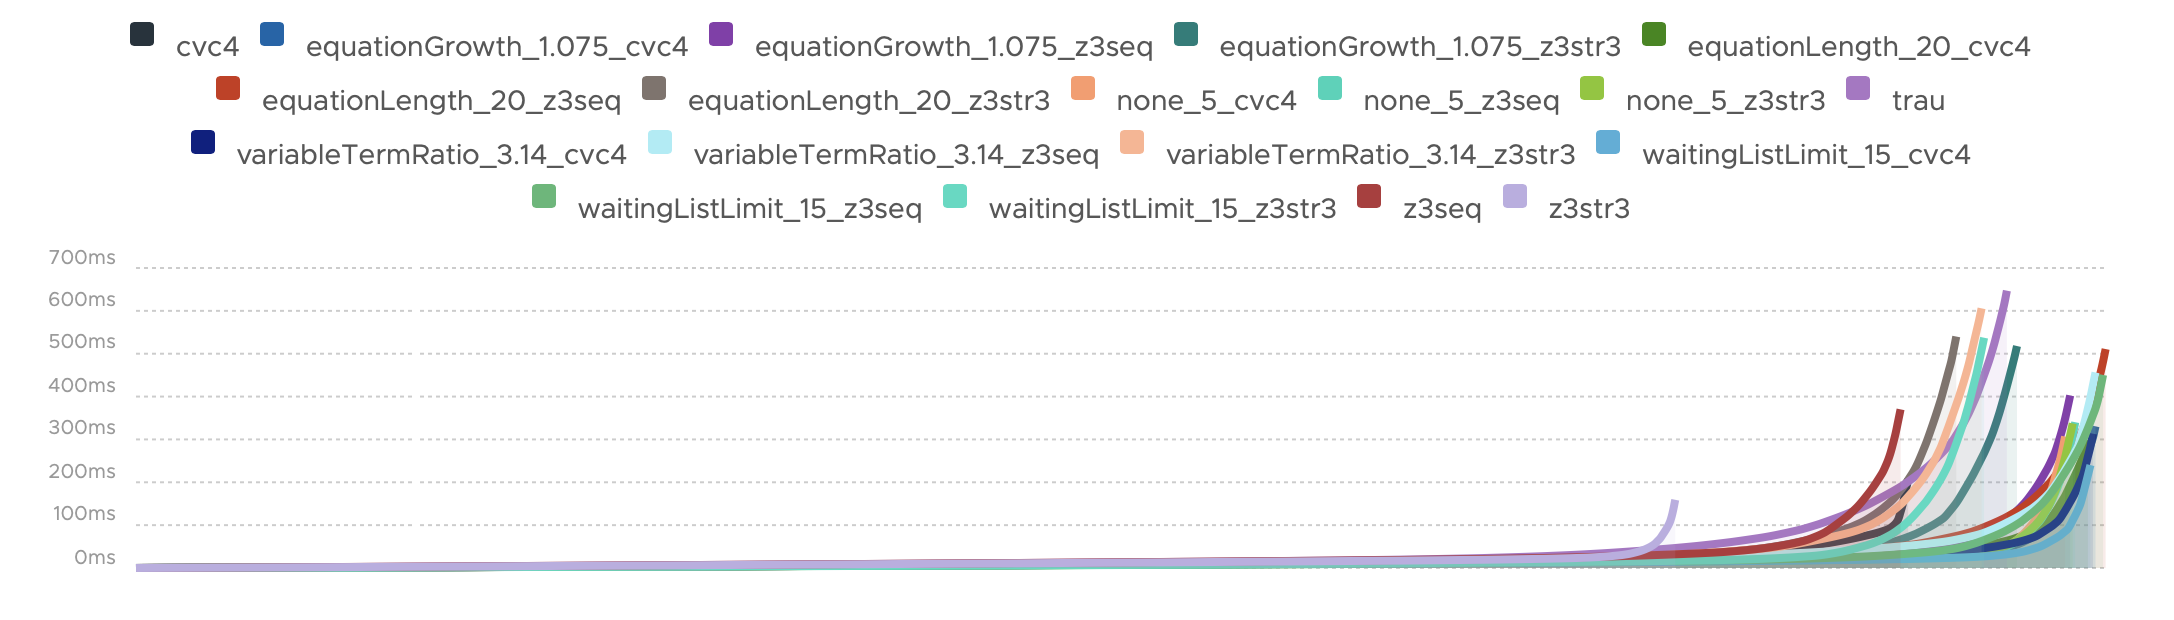 cvc4 equationGrowth_1.075_cvc4 equationGrowth_1.075_z3seq equationGrowth_1.075_z3str3 equationLength_20_cvc4
equationLength_20_z3seq equationLength_20_z3str3 none_5_cvc4 none_5_z3seq none_5_z3str3 trau
variableTermRatio_3.14_cvc4 variableTermRatio_3.14_z3seq variableTermRatio_3.14_z3str3 waitingListLimit_15_cvc4
waitingListLimit_15_z3seq waitingListLimit_15_z3str3 z3seq z3str3
700ms
600ms
500ms
400ms
300ms
200ms
100ms
0ms